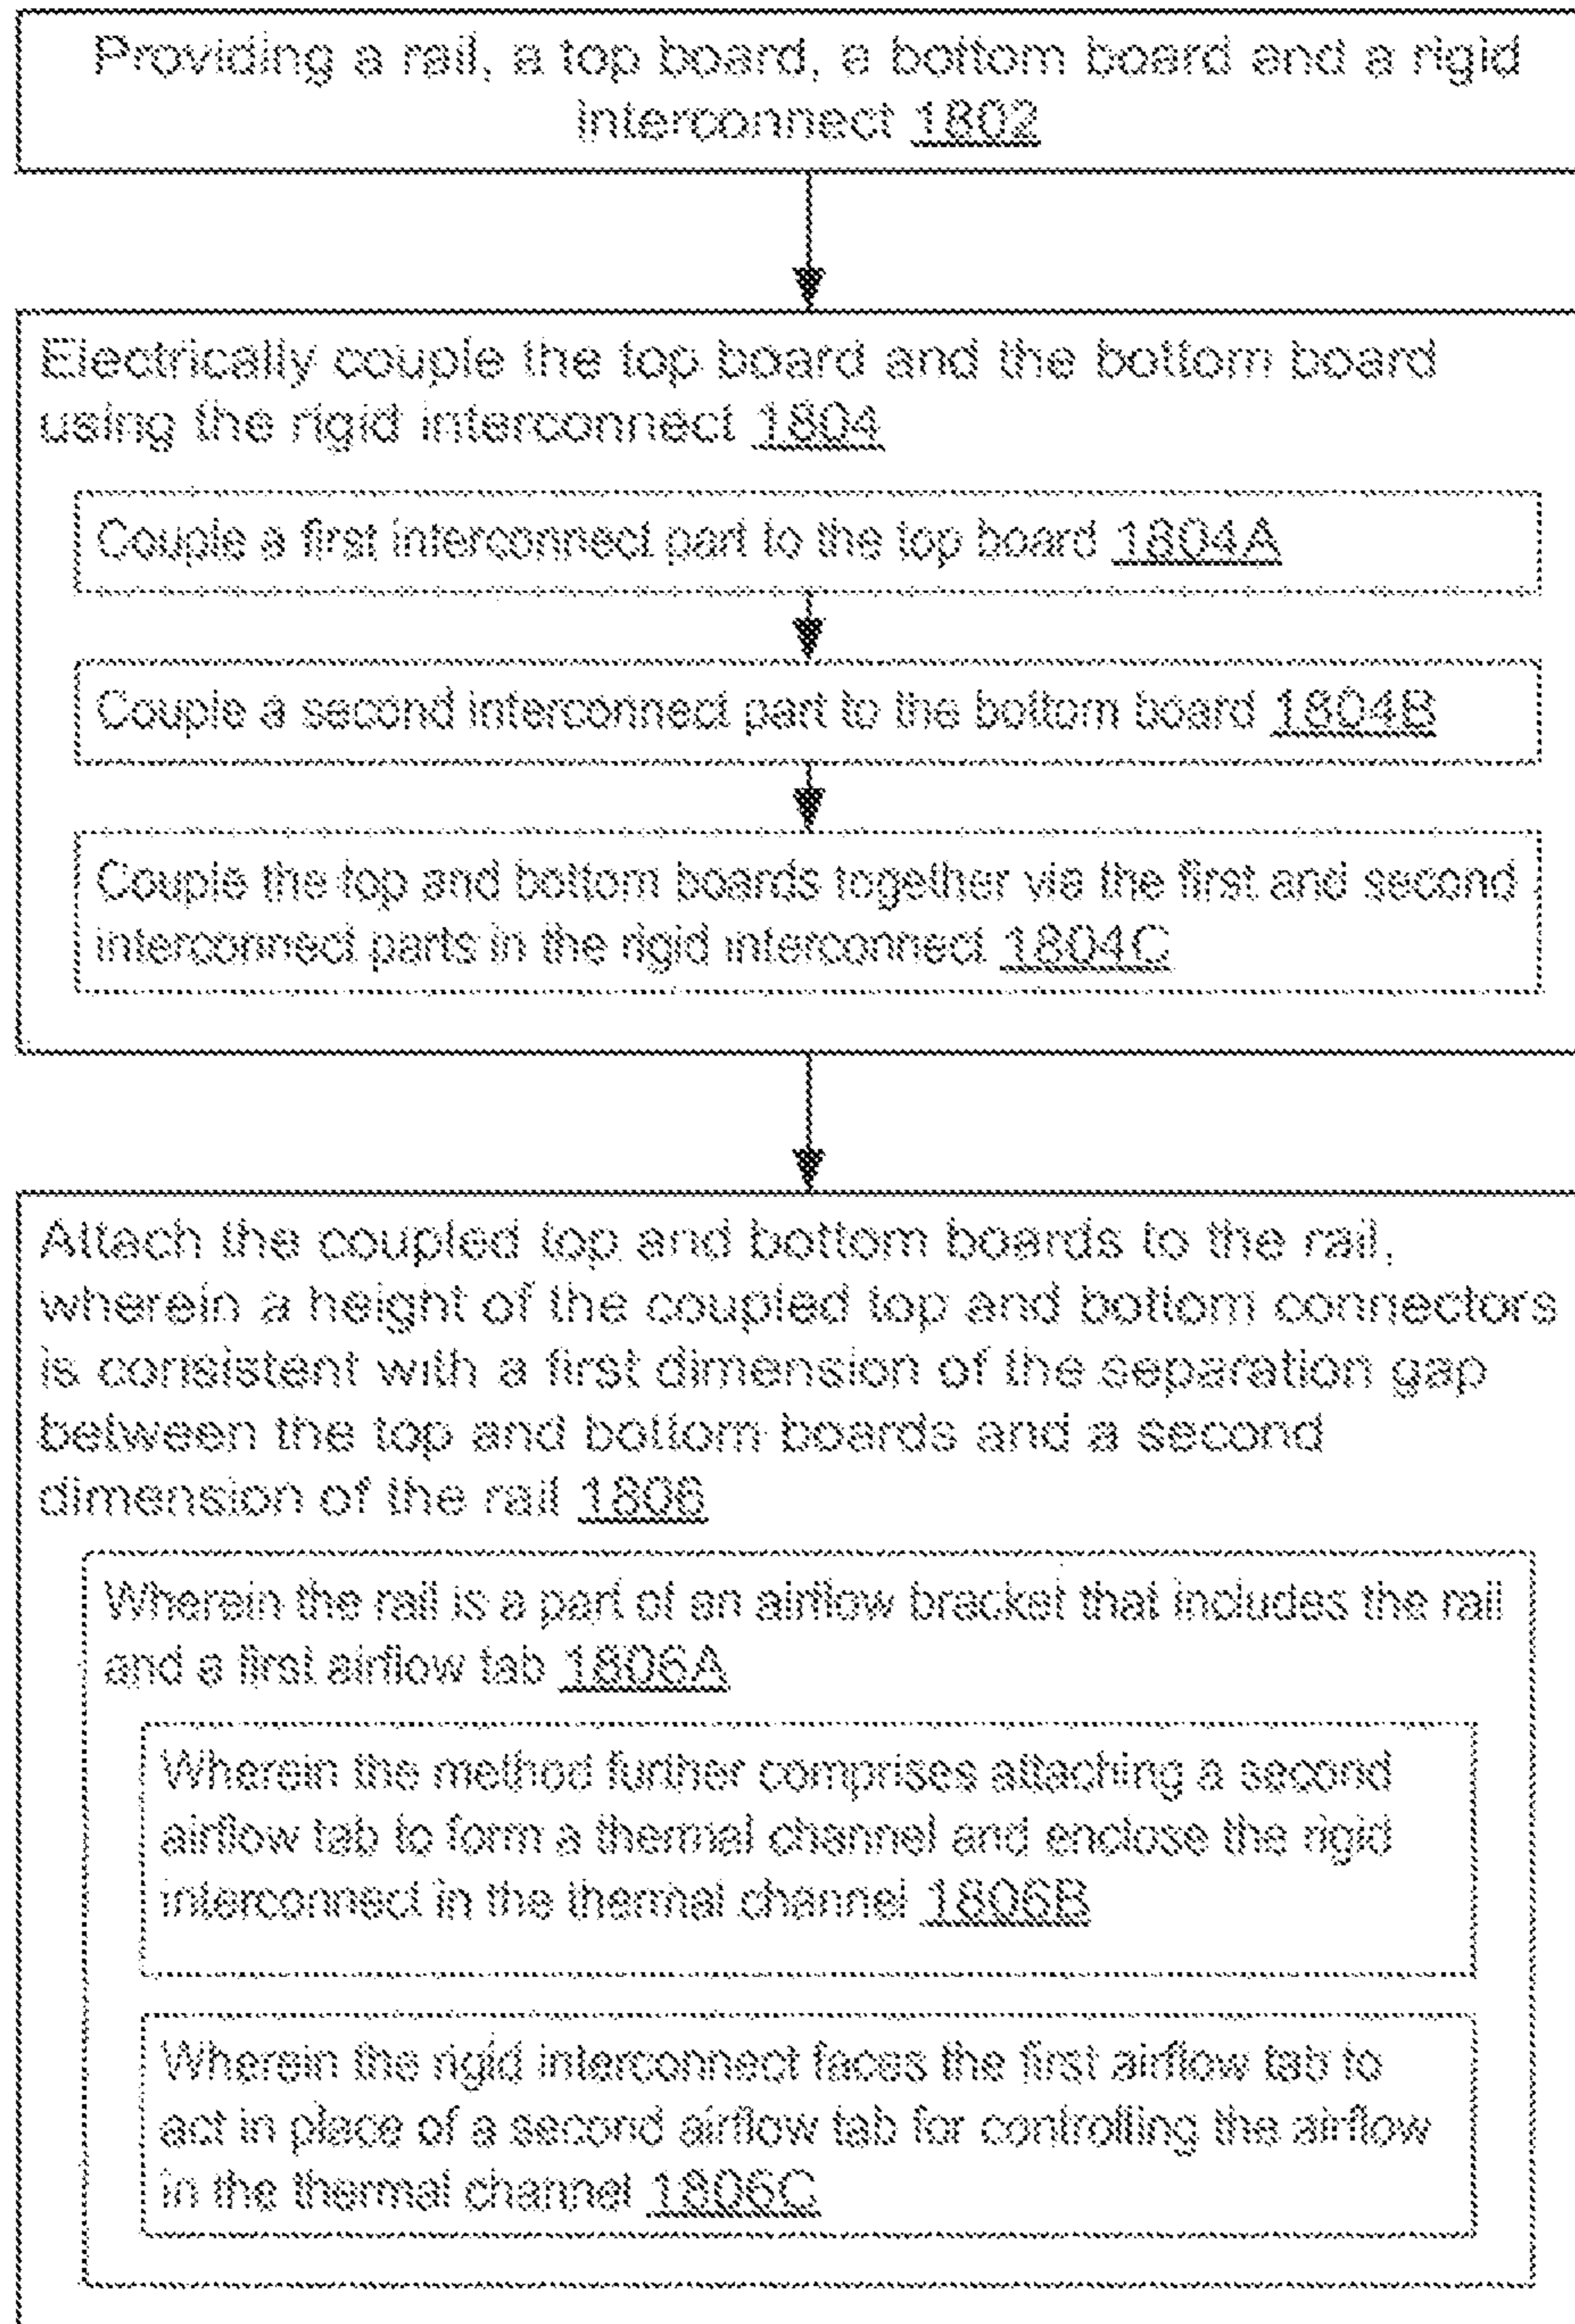 Providing a rail, a top board, a bottom board and a rigid
interconnect 1802
Electrically couple the top board and the bottom board
using the rigid interconnect 1804
Couple a first interconnect part to the top board 1804A
Couple a second interconnect part to the bottom board 1804B
Couple the top and bottom boards together via the first and second
interconnect parts in the rigid interconnect 1804C
Attach the coupled top and bottom boards to the rail,
wherein a height of the coupled top and bottom connectors
is consistent with a first dimension of the separation gap
between the top and bottom boards and a second
dimension of the rail 1806
Wherein the rail is a part of an airflow bracket that includes the rail
and a first airflow tab 1806A
Wherein the method further comprises attaching a second
airflow tab to form a thermal channel and enclose the rigid
interconnect in the thermal channel 1806B
Wherein the rigid interconnect faces the first airflow tab to
act in place of a second airflow tab for controlling the airflow
in the thermal channel 1806C